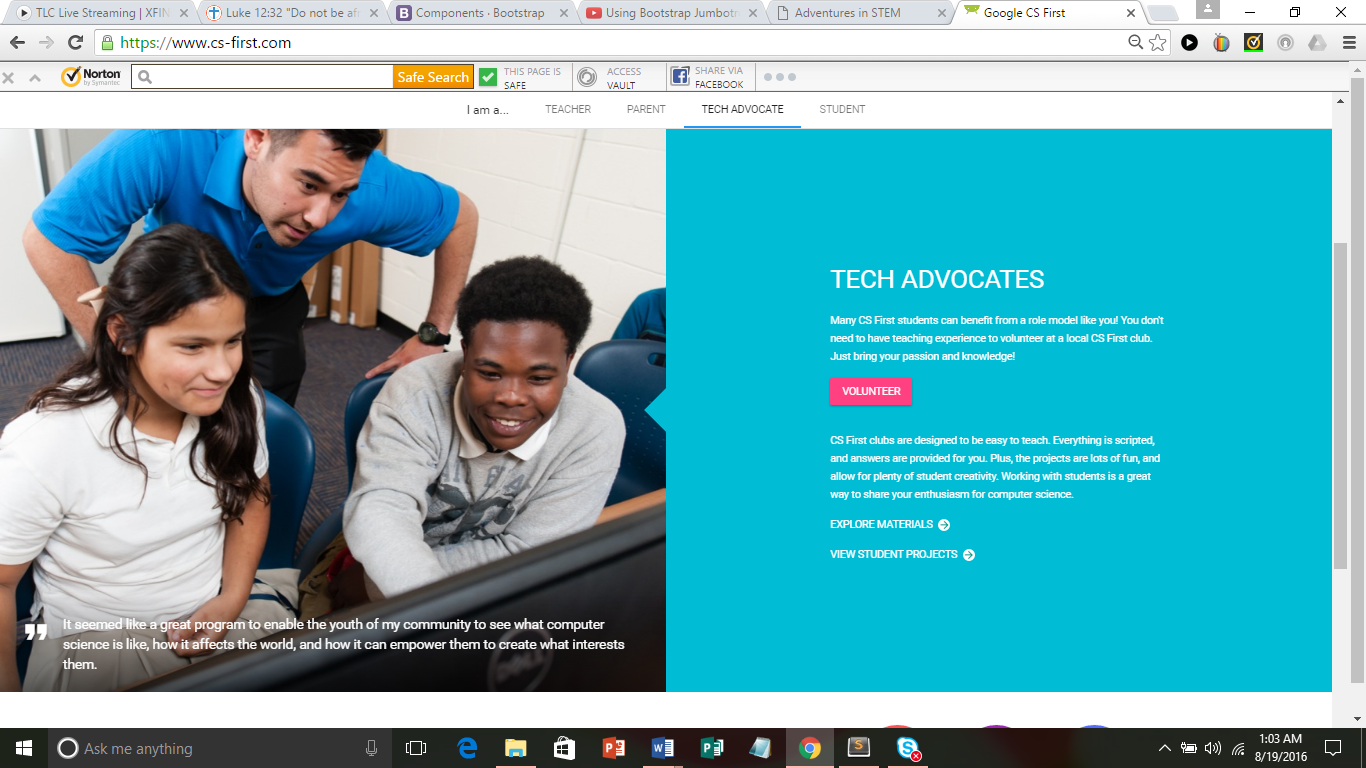 TLC Live Streaming | XFIN
Luke 12:32 "Do not be afr
Components · Bootstrap
Using Bootstrap Jumbotr
Adventures in STEM
Google CS First
https://www.cs-first.com
Norton
by Symantec
Safe Search
THIS PAGE IS
SAFE
ACCESS
VAULT
SHARE VIA
FACEBOOK
I am a... TEACHER PARENT TECH ADVOCATE STUDENT
TECH ADVOCATES
Many CS First students can benefit from a role model like you! You don't
need to have teaching experience to volunteer at a local CS First club.
Just bring your passion and knowledge!
VOLUNTEER
CS First clubs are designed to be easy to teach. Everything is scripted,
and answers are provided for you. Plus, the projects are lots of fun, and
allow for plenty of student creativity. Working with students is a great
way to share your enthusiasm for computer science.
EXPLORE MATERIALS
VIEW STUDENT PROJECTS
It seemed like a great program to enable the youth of my community to see what computer
science is like, how it affects the world, and how it can empower them to create what interests
them.
DELL
Ask me anything
1:03 AM
8/19/2016